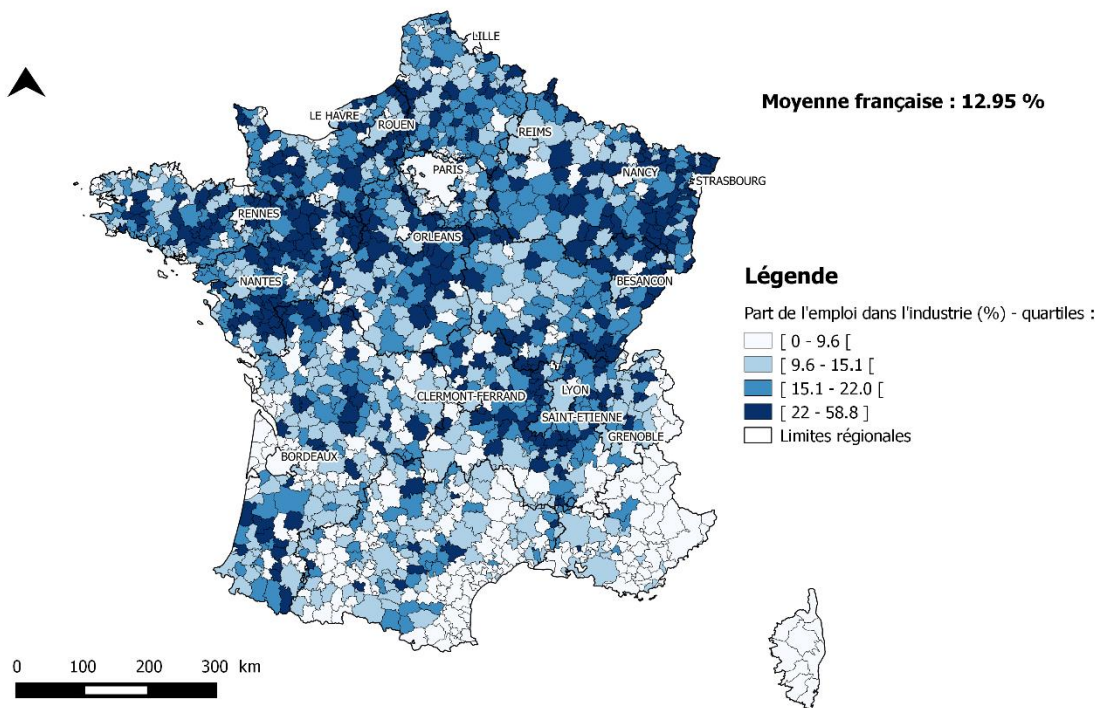 LILLE
Moyenne française : 12.95 %
LE HAVRE
ROUEN
REIMS
PARIS
NANCY
STRASBOURG
RENNES
ORLEANS
BESANCON
NANTES
Légende
Part de l'emploi dans l'industrie (%) - quartiles :
[ 0 - 9.6 [
[ 9.6 - 15.1 [
[ 15.1 - 22.0 [
[ 22 - 58.8 ]
Limites régionales
CLERMONT-FERRAND
LYON
SAINT-ETIENNE
GRENOBLE
BORDEAUX
0 100 200 300 km